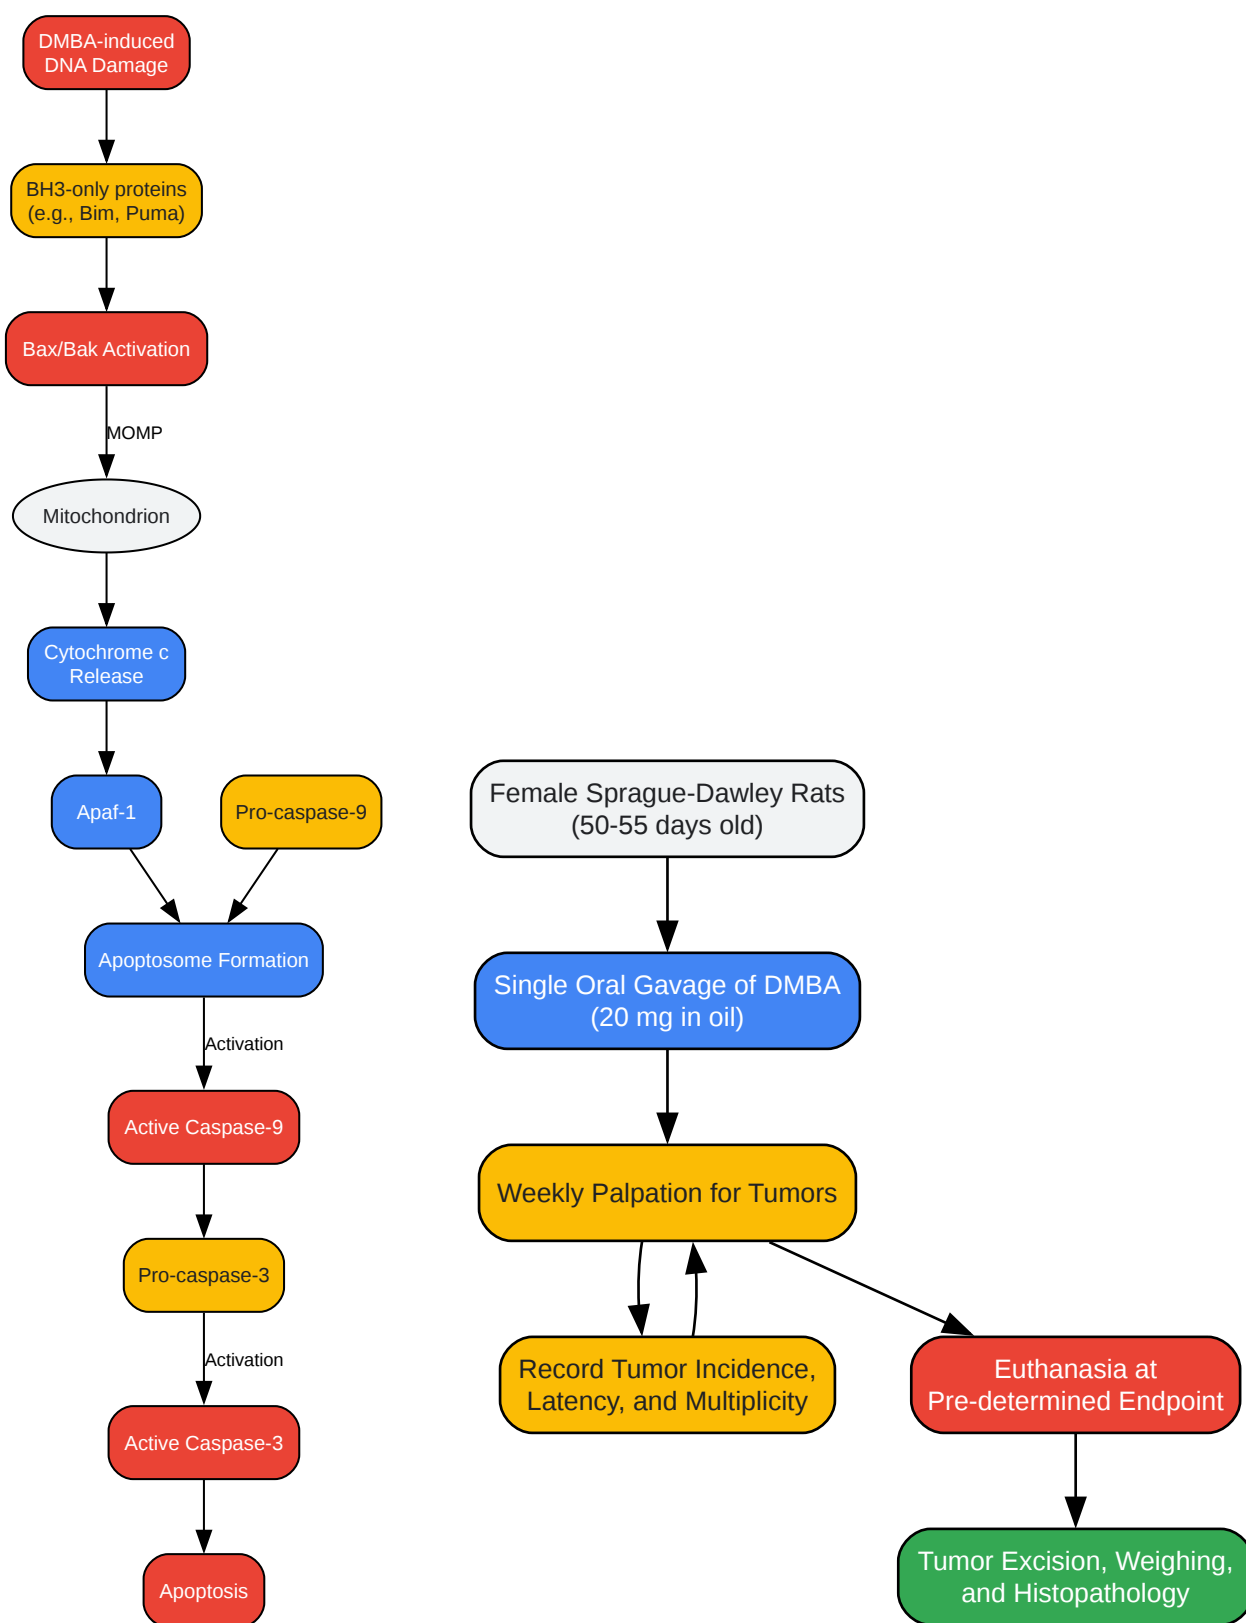 DMBA-induced
DNA Damage
BH3-only proteins
(e.g., Bim, Puma)
Bax/Bak Activation
MOMP
Mitochondrion
Cytochrome c
Release
Apaf-1
Pro-caspase-9
Apoptosome Formation
Activation
Active Caspase-9
Pro-caspase-3
Activation
Active Caspase-3
Apoptosis
Female Sprague-Dawley Rats
(50-55 days old)
Single Oral Gavage of DMBA
(20 mg in oil)
Weekly Palpation for Tumors
Record Tumor Incidence,
Latency, and Multiplicity
Euthanasia at
Pre-determined Endpoint
Tumor Excision, Weighing,
and Histopathology